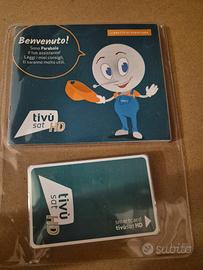 Benvenuto!
Sono Parabolo
il tuo assistente!
Leggi i miei consigli,
ti saranno molto utili.
tivù
sat HD
tivù
sat HD
smartcard
tivùsat HD
subito